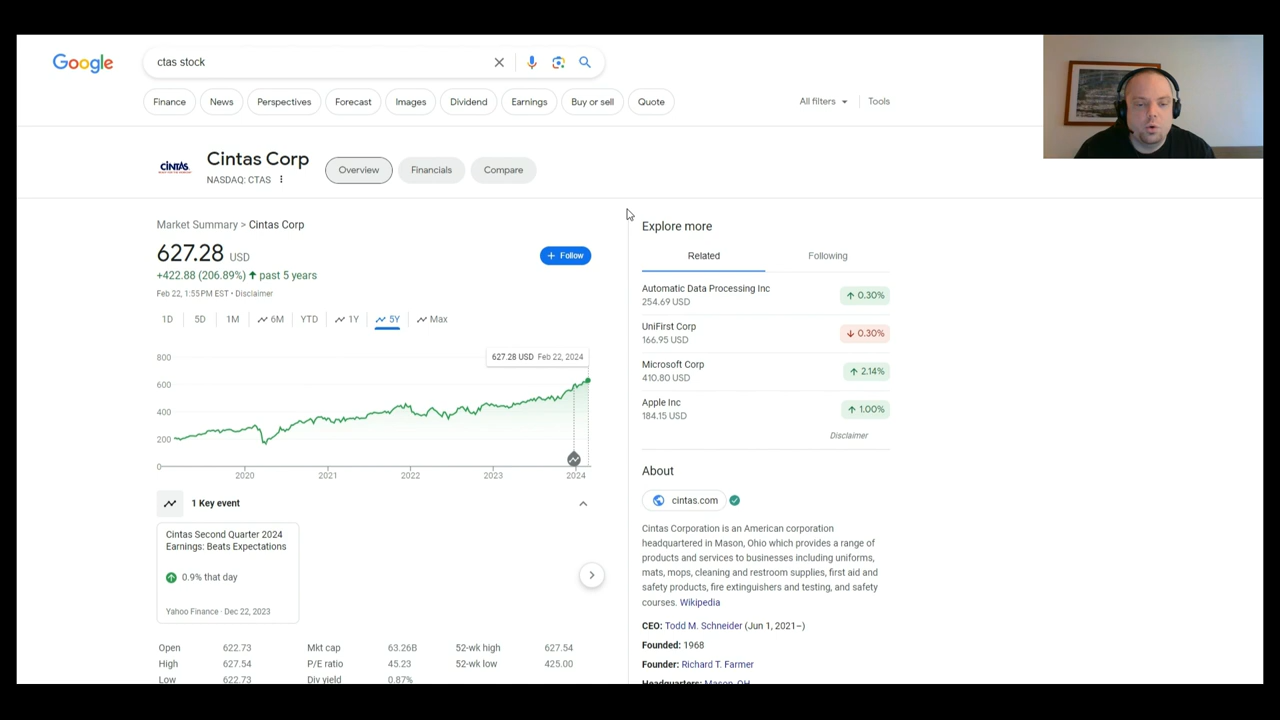 Google
ctas stock
Finance
News
Perspectives
Forecast
Images
Dividend
Earnings
Buy or sell
Quote
All filters
Tools
CINTAS
Cintas Corp
NASDAQ: CTAS
Overview
Financials
Compare
Market Summary > Cintas Corp
627.28 USD
+422.88 (206.89%) ↑ past 5 years
Feb 22, 1:55 PM EST • Disclaimer
+ Follow
1D
5D
1M
6M
YTD
1Y
5Y
Max
627.28 USD Feb 22, 2024
800
600
400
200
0
2020
2021
2022
2023
2024
1 Key event
Cintas Second Quarter 2024
Earnings: Beats Expectations
0.9% that day
Yahoo Finance · Dec 22, 2023
Open 622.73 Mkt cap 63.26B 52-wk high 627.54
High 627.54 P/E ratio 45.23 52-wk low 425.00
Low 622.73 Div yield 0.87%
Explore more
Related
Following
Automatic Data Processing Inc
254.69 USD
↑ 0.30%
UniFirst Corp
166.95 USD
↓ 0.30%
Microsoft Corp
410.80 USD
↑ 2.14%
Apple Inc
184.15 USD
↑ 1.00%
Disclaimer
About
cintas.com
Cintas Corporation is an American corporation
headquartered in Mason, Ohio which provides a range of
products and services to businesses including uniforms,
mats, mops, cleaning and restroom supplies, first aid and
safety products, fire extinguishers and testing, and safety
courses. Wikipedia
CEO: Todd M. Schneider (Jun 1, 2021–)
Founded: 1968
Founder: Richard T. Farmer
Headquarters: Mason, OH